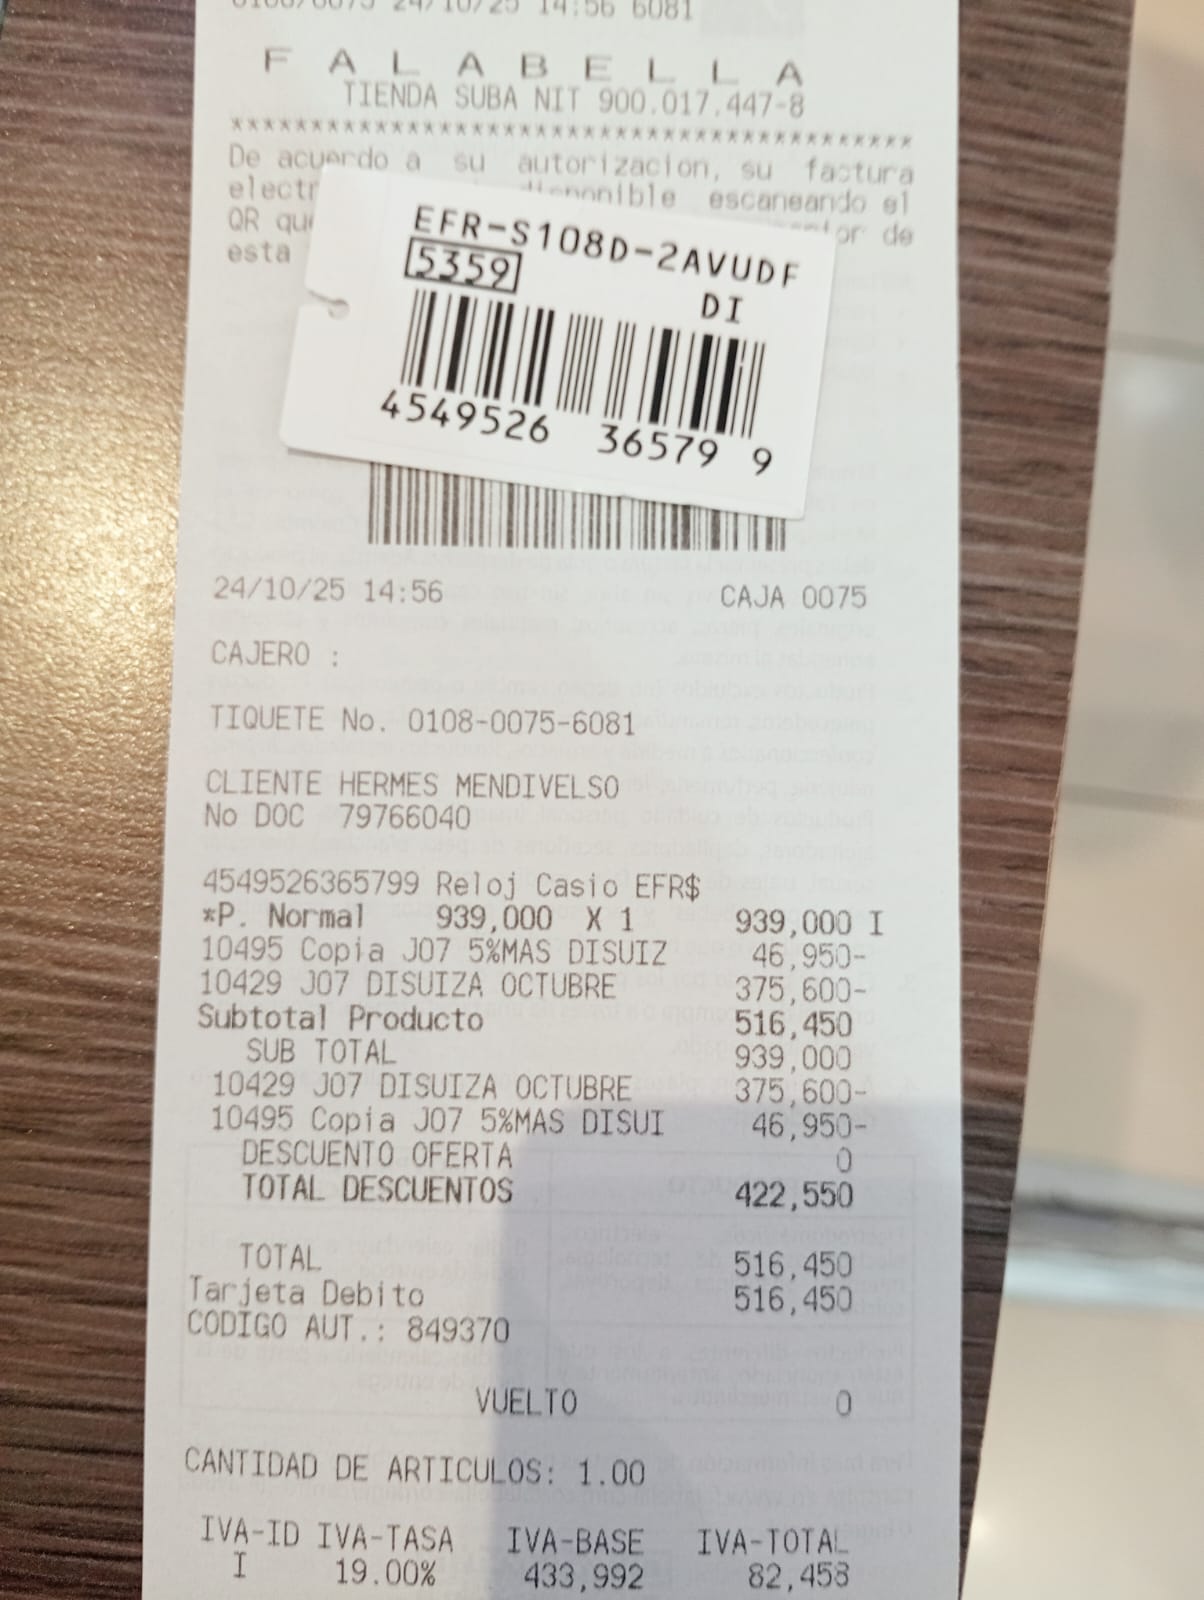 24/10/25 14:56 6081
F A L A B E L L A
TIENDA SUBA NIT 900.017.447-8
******************************************
De acuerdo a su autorizacion, su factura
disponible escaneando el
QR de
esta
EFR-S108D-2AVUDF
5359
DI
4549526 36579 9
24/10/25 14:56 CAJA 0075
CAJERO :
TIQUETE No. 0108-0075-6081
CLIENTE HERMES MENDIVELSO
No DOC 79766040
4549526365799 Reloj Casio EFR$
*P. Normal 939,000 X 1 939,000 I
10495 Copia J07 5%MAS DISUIZ 46,950-
10429 J07 DISUIZA OCTUBRE 375,600-
Subtotal Producto 516,450
SUB TOTAL 939,000
10429 J07 DISUIZA OCTUBRE 375,600-
10495 Copia J07 5%MAS DISUI 46,950-
DESCUENTO OFERTA 0
TOTAL DESCUENTOS 422,550
TOTAL 516,450
Tarjeta Debito 516,450
CODIGO AUT.: 849370
VUELTO 0
CANTIDAD DE ARTICULOS: 1.00
IVA-ID IVA-TASA IVA-BASE IVA-TOTAL
I 19.00% 433,992 82,458